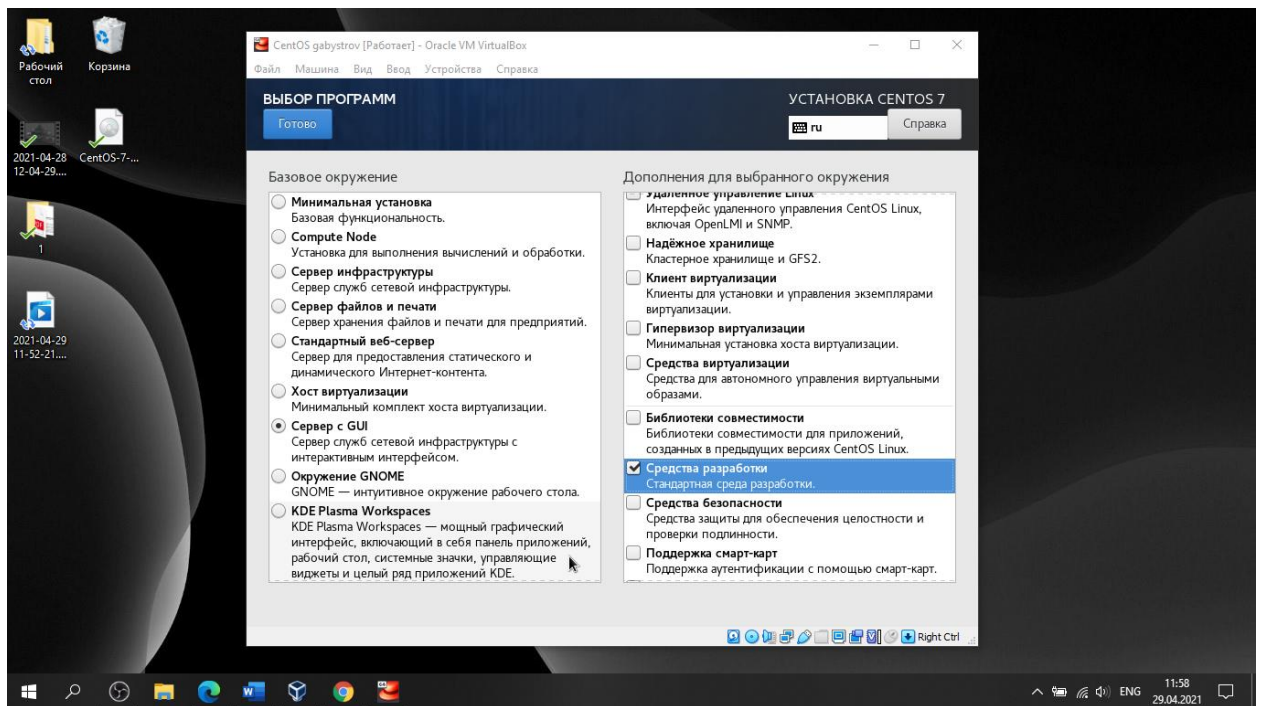 Рабочий
стол
Корзина
2021-04-28
12-04-29....
CentOS-7-...
1
2021-04-29
11-52-21....
CentOS gabystrov [Работает] - Oracle VM VirtualBox
Файл Машина Вид Ввод Устройства Справка
ВЫБОР ПРОГРАММ
Готово
УСТАНОВКА CENTOS 7
ru
Справка
Базовое окружение
Минимальная установка
Базовая функциональность.
Compute Node
Установка для выполнения вычислений и обработки.
Сервер инфраструктуры
Сервер служб сетевой инфраструктуры.
Сервер файлов и печати
Сервер хранения файлов и печати для предприятий.
Стандартный веб-сервер
Сервер для предоставления статического и
динамического Интернет-контента.
Хост виртуализации
Минимальный комплект хоста виртуализации.
Сервер с GUI
Сервер служб сетевой инфраструктуры с
интерактивным интерфейсом.
Окружение GNOME
GNOME — интуитивное окружение рабочего стола.
KDE Plasma Workspaces
KDE Plasma Workspaces — мощный графический
интерфейс, включающий в себя панель приложений,
рабочий стол, системные значки, управляющие
виджеты и целый ряд приложений KDE.
Дополнения для выбранного окружения
Удаленное управление Linux
Интерфейс удаленного управления CentOS Linux,
включая OpenLMI и SNMP.
Надёжное хранилище
Кластерное хранилище и GFS2.
Клиент виртуализации
Клиенты для установки и управления экземплярами
виртуализации.
Гипервизор виртуализации
Минимальная установка хоста виртуализации.
Средства виртуализации
Средства для автономного управления виртуальными
образами.
Библиотеки совместимости
Библиотеки совместимости для приложений,
созданных в предыдущих версиях CentOS Linux.
Средства разработки
Стандартная среда разработки.
Средства безопасности
Средства защиты для обеспечения целостности и
проверки подлинности.
Поддержка смарт-карт
Поддержка аутентификации с помощью смарт-карт.
Right Ctrl
ENG
11:58
29.04.2021